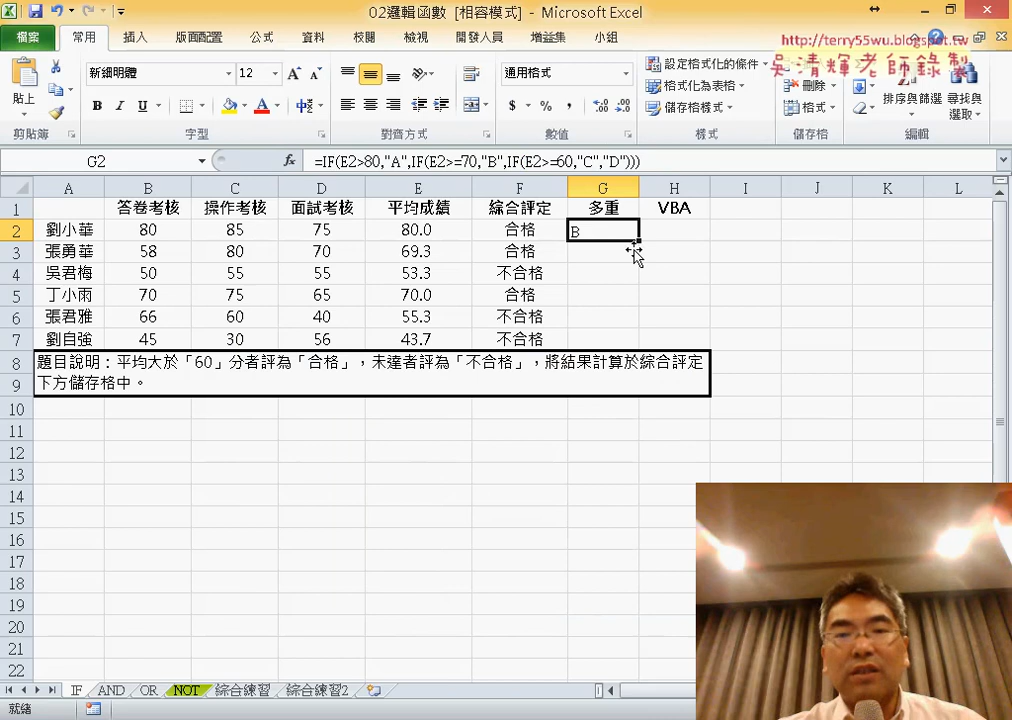 02邏輯函數 [相容模式] - Microsoft Excel
檔案 常用 插入 版面配置 公式 資料 校閱 檢視 開發人員 增益集 小組
http://terry55wu.blogspot.tw
吳清輝老師錄製
貼上 新細明體 12 通用格式 設定格式化的條件 格式化為表格 儲存格樣式 刪除 格式 排序與篩選 尋找與選取
剪貼簿 字型 對齊方式 數值 樣式 儲存格 編輯
G2 fx =IF(E2>80,"A",IF(E2>=70,"B",IF(E2>=60,"C","D")))
A B C D E F G H I J K L
1 答卷考核 操作考核 面試考核 平均成績 綜合評定 多重 VBA
2 劉小華 80 85 75 80.0 合格 B
3 張勇華 58 80 70 69.3 合格
4 吳君梅 50 55 55 53.3 不合格
5 丁小雨 70 75 65 70.0 合格
6 張君雅 66 60 40 55.3 不合格
7 劉自強 45 30 56 43.7 不合格
8 題目說明：平均大於「60」分者評為「合格」，未達者評為「不合格」，將結果計算於綜合評定
9 下方儲存格中。
10
11
12
13
14
15
16
17
18
19
20
21
22
IF AND OR NOT 綜合練習 綜合練習2
就緒